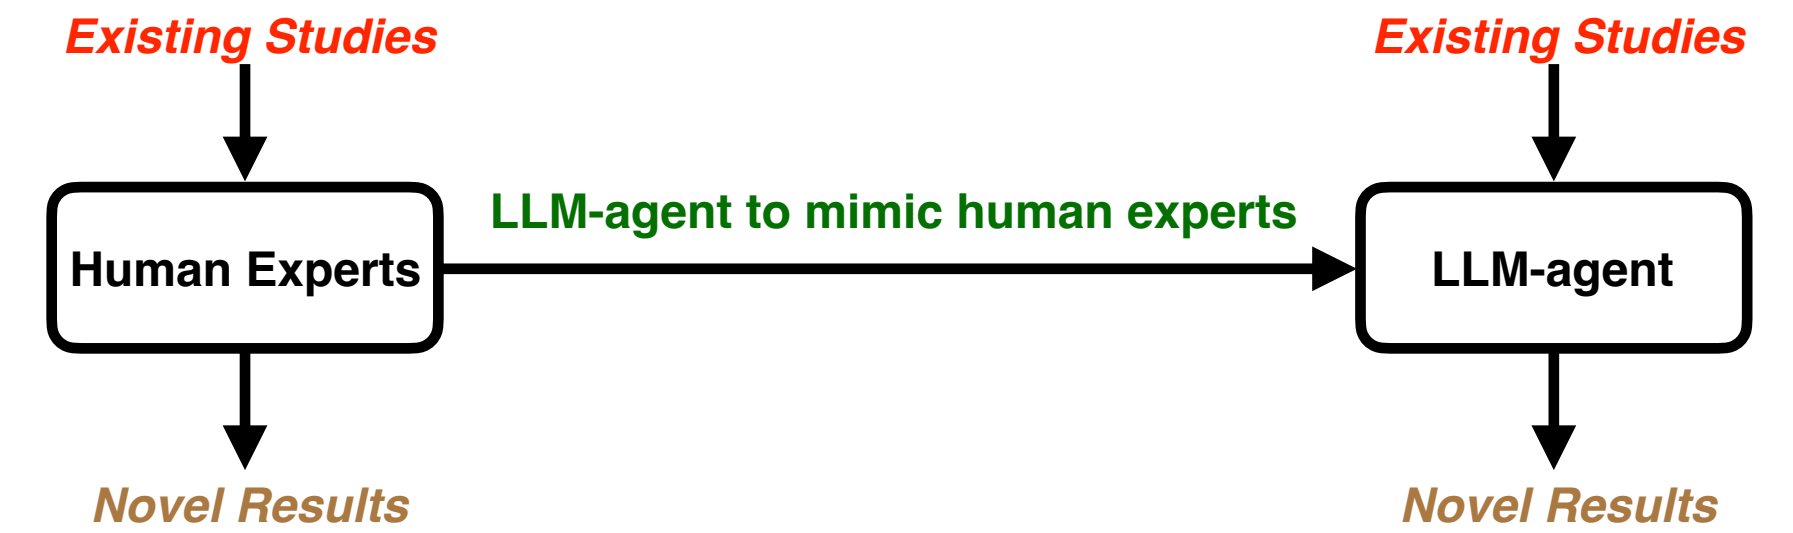 Existing Studies
Existing Studies
LLM-agent to mimic human experts
Human Experts
LLM-agent
Novel Results
Novel Results